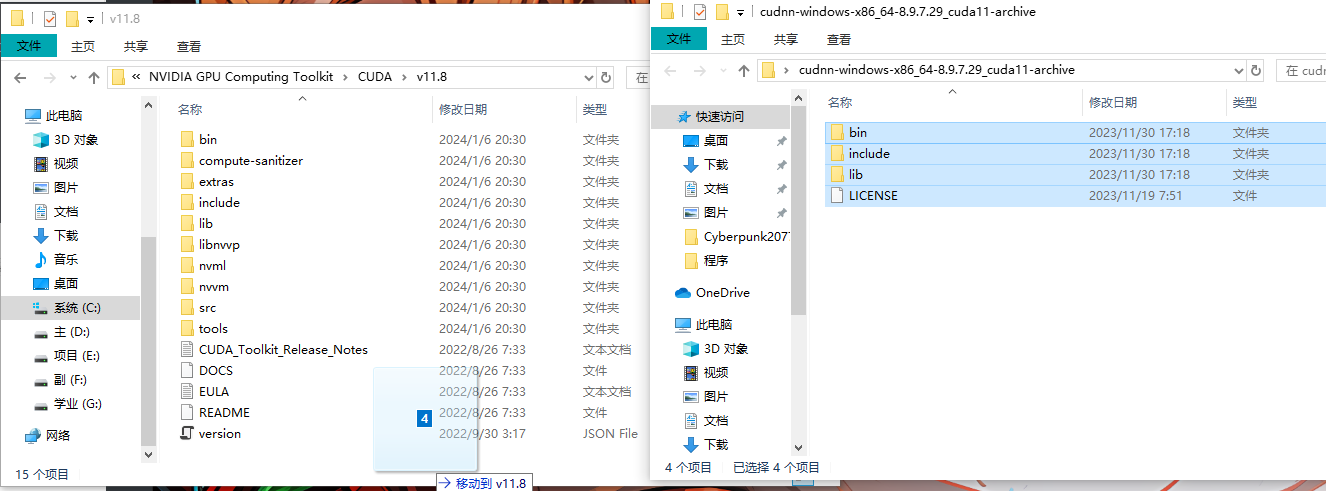 v11.8
文件 主页 共享 查看
« NVIDIA GPU Computing Toolkit › CUDA › v11.8 在
此电脑
3D 对象
视频
图片
文档
下载
音乐
桌面
系统 (C:)
主 (D:)
项目 (E:)
副 (F:)
学业 (G:)
网络
名称 修改日期 类型
bin 2024/1/6 20:30 文件夹
compute-sanitizer 2024/1/6 20:30 文件夹
extras 2024/1/6 20:30 文件夹
include 2024/1/6 20:30 文件夹
lib 2024/1/6 20:30 文件夹
libnvvp 2024/1/6 20:30 文件夹
nvml 2024/1/6 20:30 文件夹
nvvm 2024/1/6 20:30 文件夹
src 2024/1/6 20:30 文件夹
tools 2024/1/6 20:30 文件夹
CUDA_Toolkit_Release_Notes 2022/8/26 7:33 文本文档
DOCS 2022/8/26 7:33 文件
EULA 2022/8/26 7:33 文本文档
README 2022/8/26 7:33 文件
version 2022/9/30 3:17 JSON File
4
移动到 v11.8
15 个项目
cudnn-windows-x86_64-8.9.7.29_cuda11-archive
文件 主页 共享 查看
› cudnn-windows-x86_64-8.9.7.29_cuda11-archive 在 cudn
快速访问
桌面
下载
文档
图片
Cyberpunk2077
程序
OneDrive
此电脑
3D 对象
视频
图片
文档
下载
名称 修改日期 类型
bin 2023/11/30 17:18 文件夹
include 2023/11/30 17:18 文件夹
lib 2023/11/30 17:18 文件夹
LICENSE 2023/11/19 7:51 文件
4 个项目 已选择 4 个项目